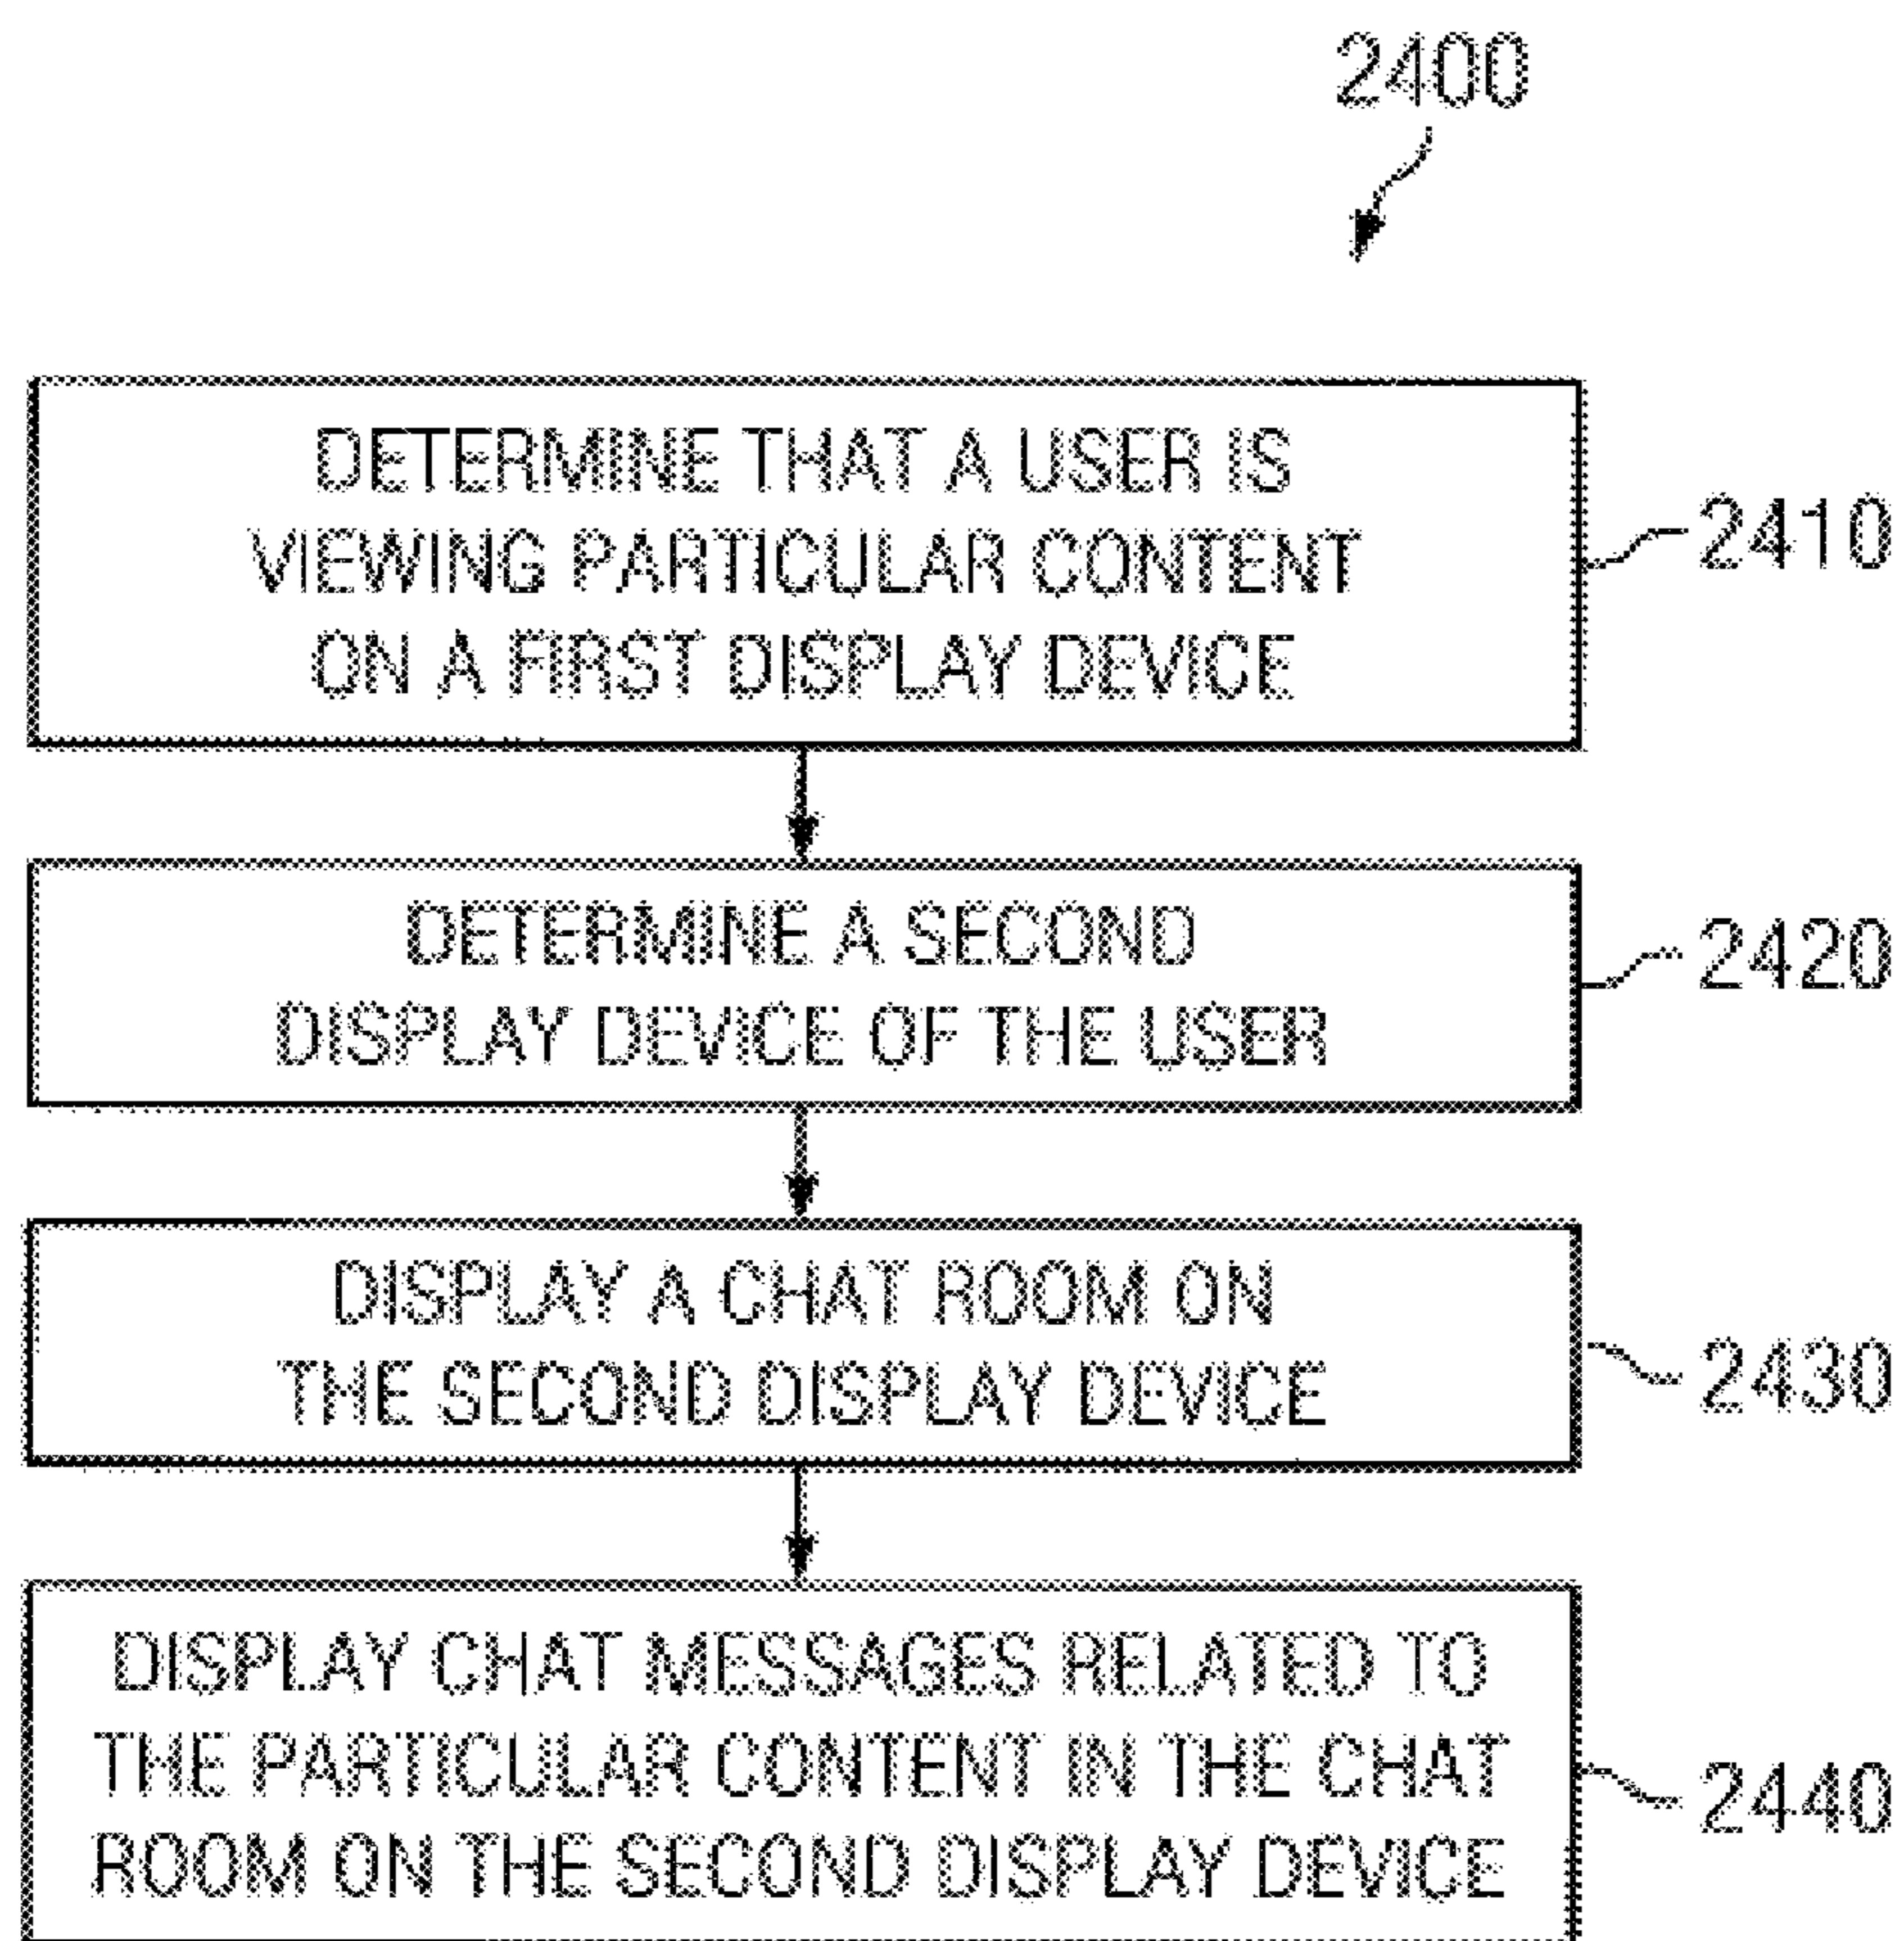 2400
DETERMINE THAT A USER IS
VIEWING PARTICULAR CONTENT
ON A FIRST DISPLAY DEVICE
2410
DETERMINE A SECOND
DISPLAY DEVICE OF THE USER
2420
DISPLAY A CHAT ROOM ON
THE SECOND DISPLAY DEVICE
2430
DISPLAY CHAT MESSAGES RELATED TO
THE PARTICULAR CONTENT IN THE CHAT
ROOM ON THE SECOND DISPLAY DEVICE
2440